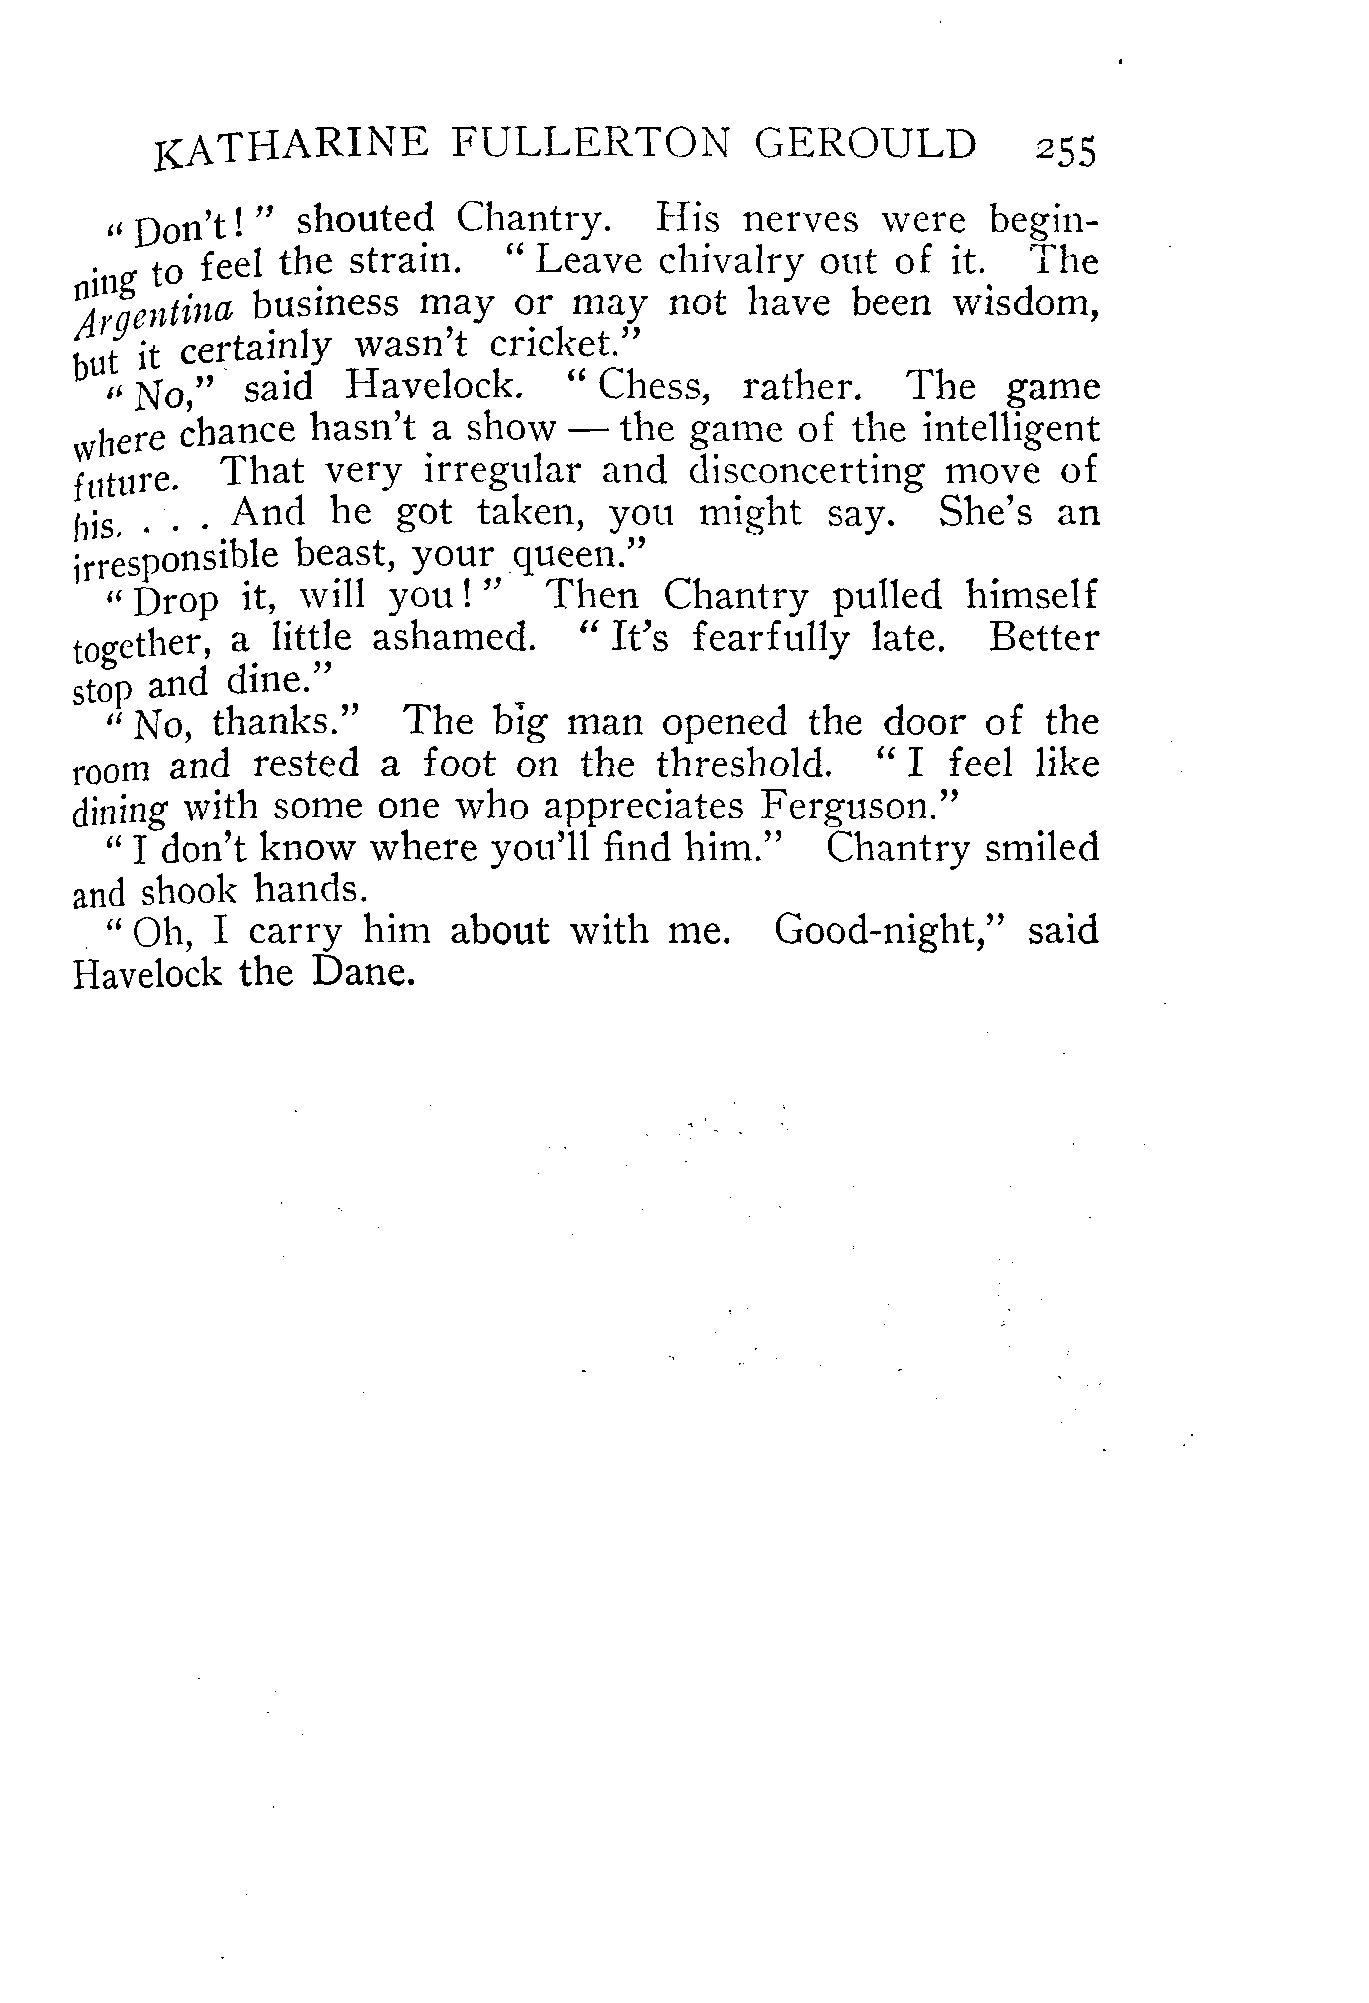 KATHARINE FULLERTON GEROULD 255
"Don't!" shouted Chantry. His nerves were begin-
ning to feel the strain. "Leave chivalry out of it. The
Argentina business may or may not have been wisdom,
but it certainly wasn't cricket."
"No," said Havelock. "Chess, rather. The game
where chance hasn't a show — the game of the intelligent
future. That very irregular and disconcerting move of
his. . . . And he got taken, you might say. She's an
irresponsible beast, your queen."
"Drop it, will you!" Then Chantry pulled himself
together, a little ashamed. "It's fearfully late. Better
stop and dine."
"No, thanks." The big man opened the door of the
room and rested a foot on the threshold. "I feel like
dining with some one who appreciates Ferguson."
"I don't know where you'll find him." Chantry smiled
and shook hands.
"Oh, I carry him about with me. Good-night," said
Havelock the Dane.